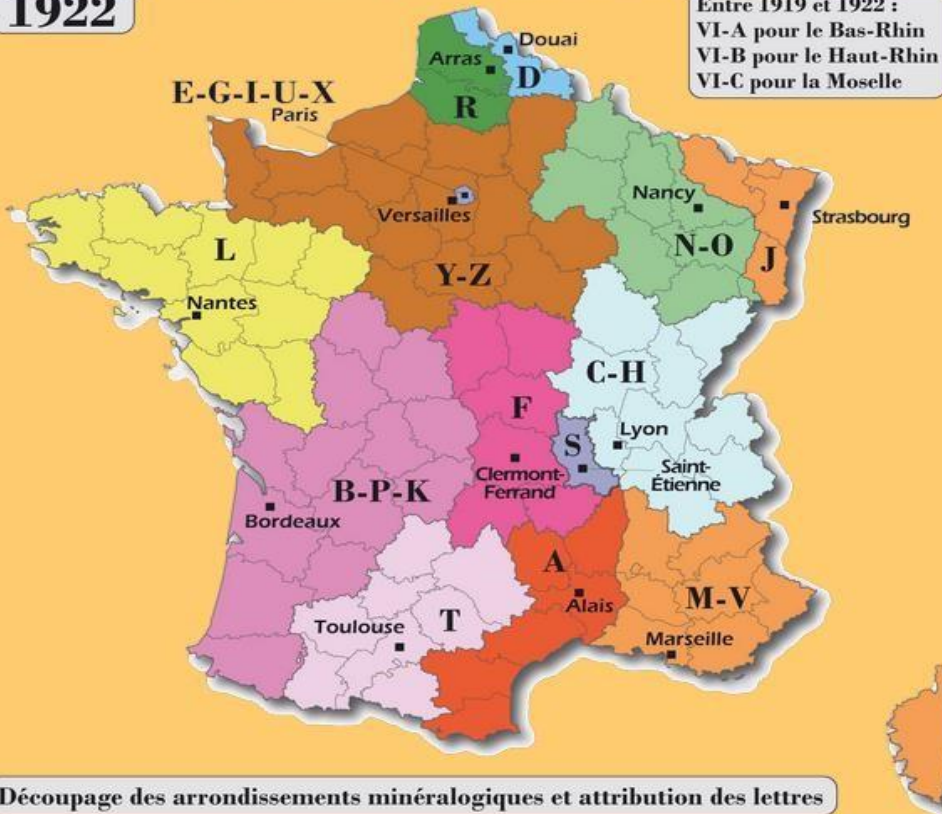 1922
Entre 1919 et 1922 :
VI-A pour le Bas-Rhin
VI-B pour le Haut-Rhin
VI-C pour la Moselle
Douai
Arras
D
R
E-G-I-U-X
Paris
Versailles
Nancy
Strasbourg
N-O
J
L
Y-Z
Nantes
C-H
F
Lyon
S
Clermont-
Ferrand
Saint-
Étienne
B-P-K
Bordeaux
A
M-V
Alais
T
Toulouse
Marseille
Découpage des arrondissements minéralogiques et attribution des lettres